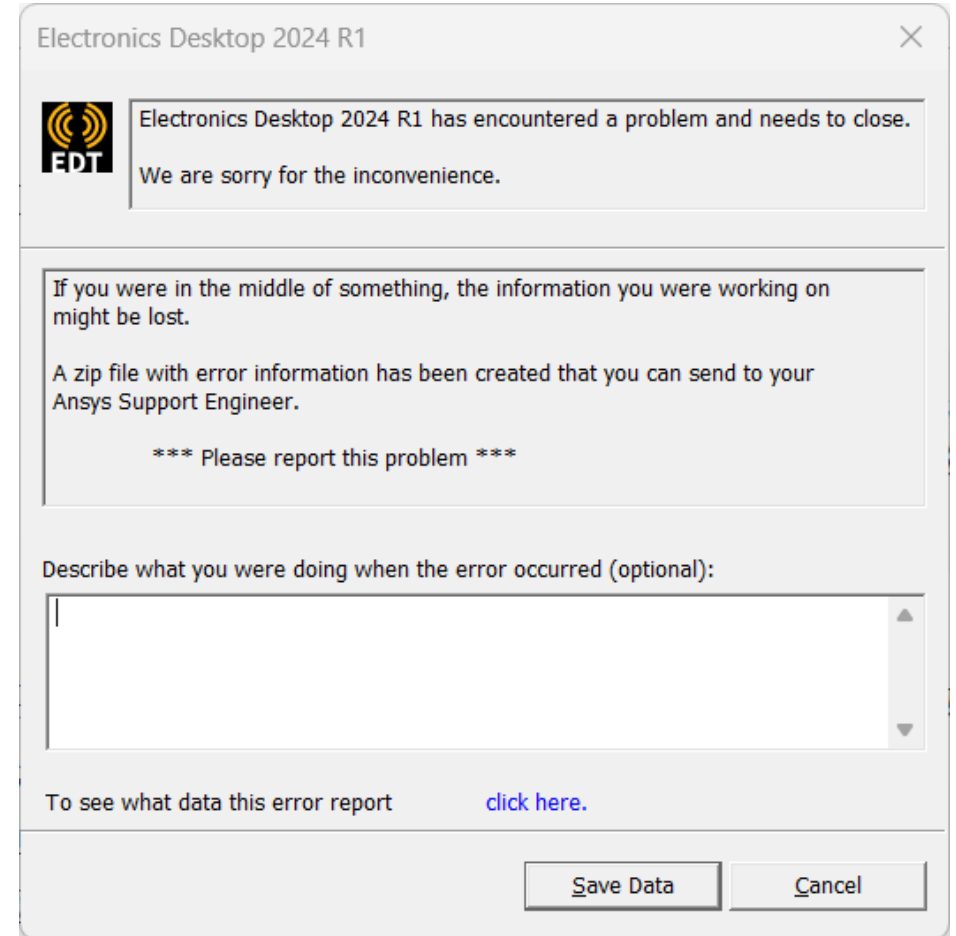 Electronics Desktop 2024 R1
EDT
Electronics Desktop 2024 R1 has encountered a problem and needs to close.
We are sorry for the inconvenience.
If you were in the middle of something, the information you were working on
might be lost.
A zip file with error information has been created that you can send to your
Ansys Support Engineer.
*** Please report this problem ***
Describe what you were doing when the error occurred (optional):
To see what data this error report click here.
Save Data Cancel